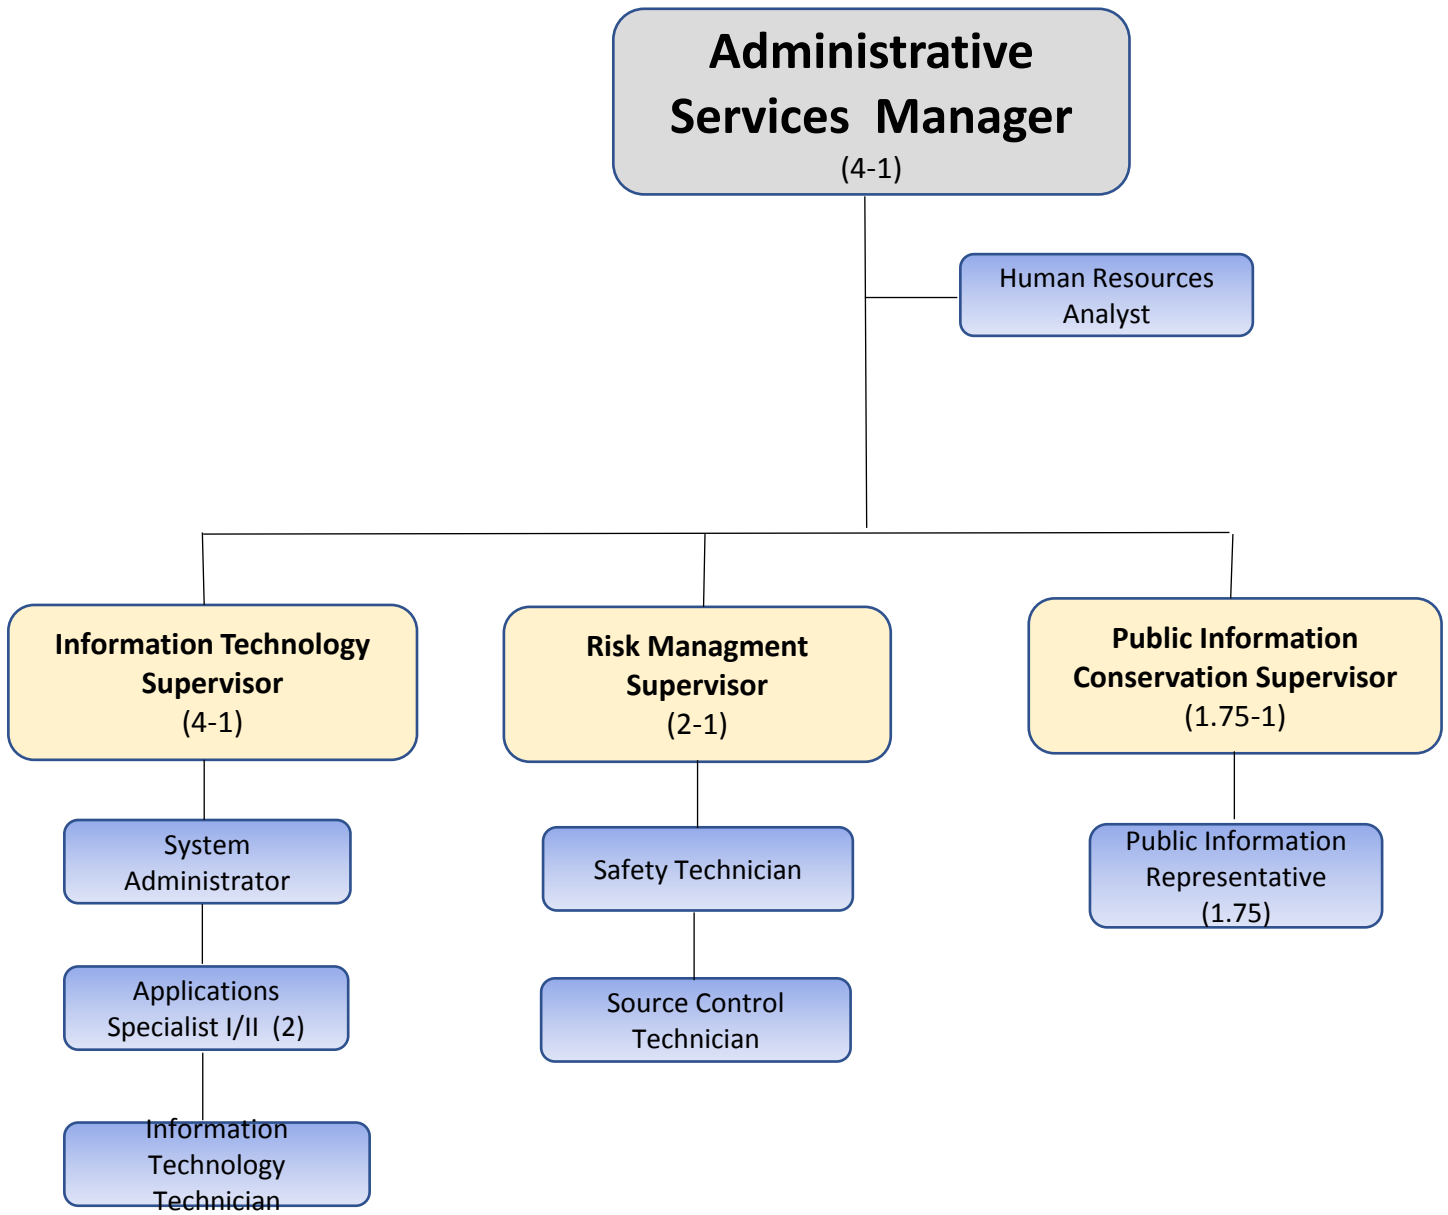 Administrative
Services  Manager
(4-1)
Human Resources
Analyst
Information Technology
Supervisor
(4-1)
Risk Managment
Supervisor
(2-1)
Public Information
Conservation Supervisor
(1.75-1)
System
Administrator
Applications
Specialist I/II  (2)
Information
Technology
Technician
Safety Technician
Source Control
Technician
Public Information
Representative
(1.75)